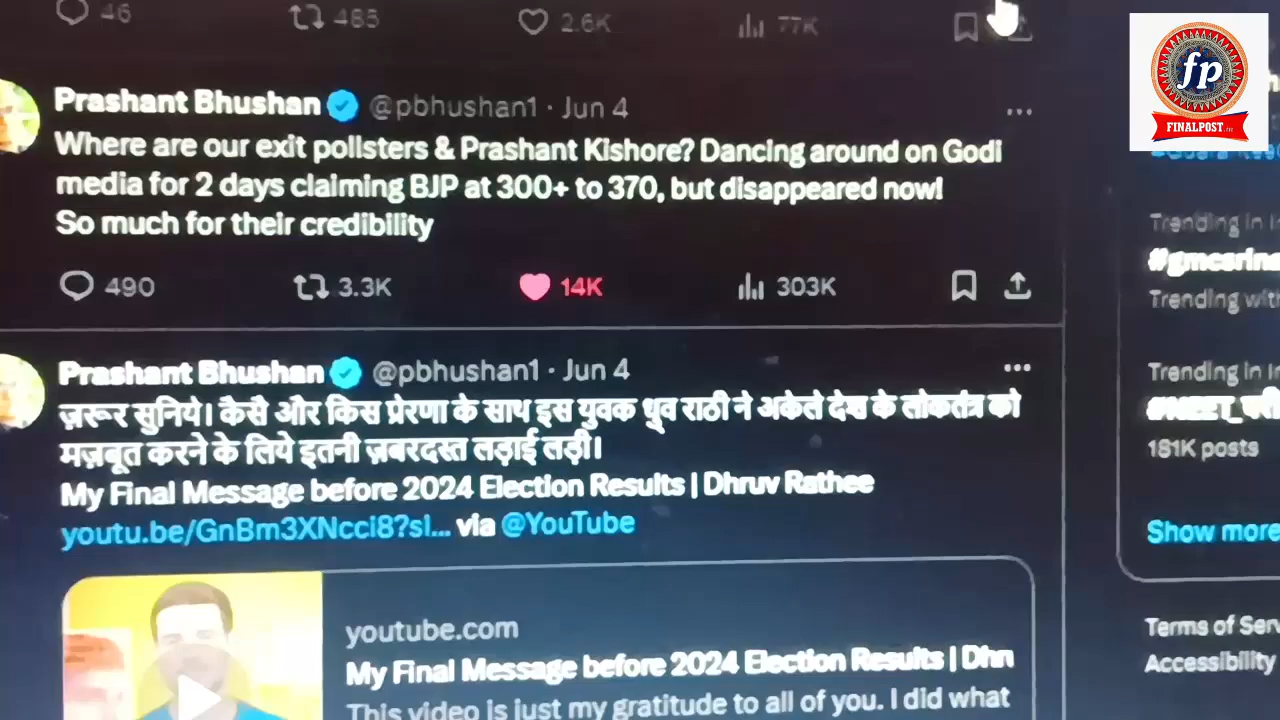 46 485 2.6K 77K
fp
FINALPOST.in
Prashant Bhushan @pbhushan1 · Jun 4 ...
Where are our exit pollsters & Prashant Kishore? Dancing around on Godi
media for 2 days claiming BJP at 300+ to 370, but disappeared now!
So much for their credibility
490 3.3K 14K 303K
Prashant Bhushan @pbhushan1 · Jun 4 ...
ज़रूर सुनिये। कैसे और किस प्रेरणा के साथ इस युवक ध्रुव राठी ने अकेले देश के लोकतंत्र को
मज़बूत करने के लिये इतनी ज़बरदस्त लड़ाई लड़ी।
My Final Message before 2024 Election Results | Dhruv Rathee
youtu.be/GnBm3XNcci8?si... via @YouTube
youtube.com
My Final Message before 2024 Election Results | Dhr
This video is just my gratitude to all of you. I did what
Trending in I
Trending with
Trending in I
181K posts
Show more
Terms of Serv
Accessibility